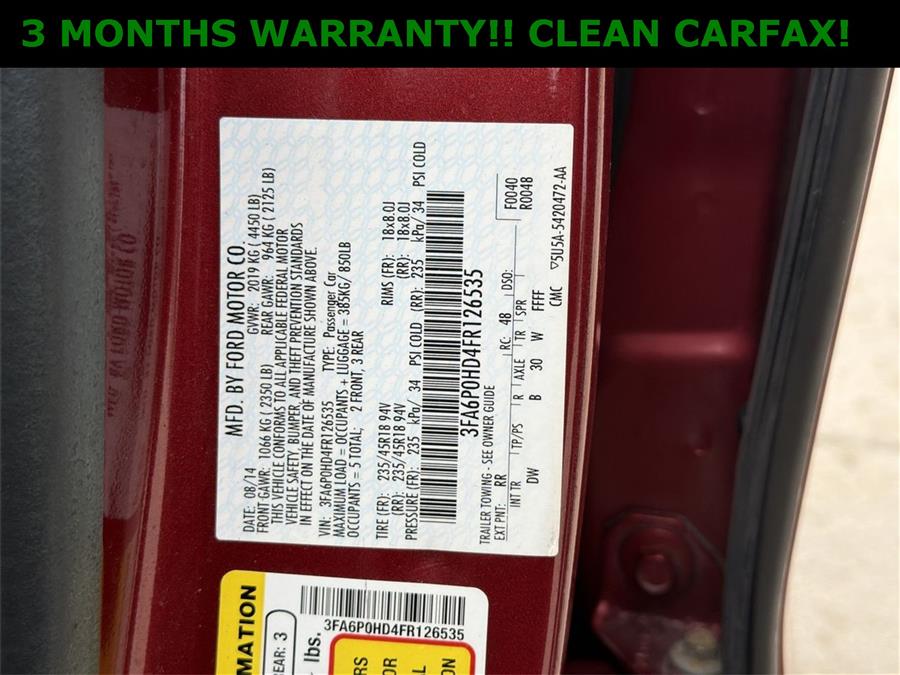 3 MONTHS WARRANTY!! CLEAN CARFAX!
MFD. BY FORD MOTOR CO.
DATE: 08/14 GVWR: 2019 KG ( 4450 LB)
FRONT GAWR: 1066 KG ( 2350 LB) REAR GAWR: 964 KG ( 2125 LB)
THIS VEHICLE CONFORMS TO ALL APPLICABLE FEDERAL MOTOR
VEHICLE SAFETY, BUMPER, AND THEFT PREVENTION STANDARDS
IN EFFECT ON THE DATE OF MANUFACTURE SHOWN ABOVE.
VIN: 3FA6P0HD4FR126535 TYPE: Passenger Car
MAXIMUM LOAD = OCCUPANTS + LUGGAGE = 385KG/ 850LB
OCCUPANTS = 5 TOTAL; 2 FRONT, 3 REAR
TIRE (FR): 235/45R18 94V RIMS (FR): 18x8.0J
(RR): 235/45R18 94V (RR): 18x8.0J
PRESSURE (FR): 235 kPa/ 34 PSI COLD (RR): 235 kPa/ 34 PSI COLD
3FA6P0HD4FR126535
TRAILER TOWING - SEE OWNER GUIDE
EXT PNT: RR RC: 48 DSO: F0040
INT TR TP/PS R AXLE TR SPR R0048
DW B 30 W FFFF
CMC 5U5A-5420472-AA
MATION
REAR: 3
lbs.
3FA6P0HD4FR126535